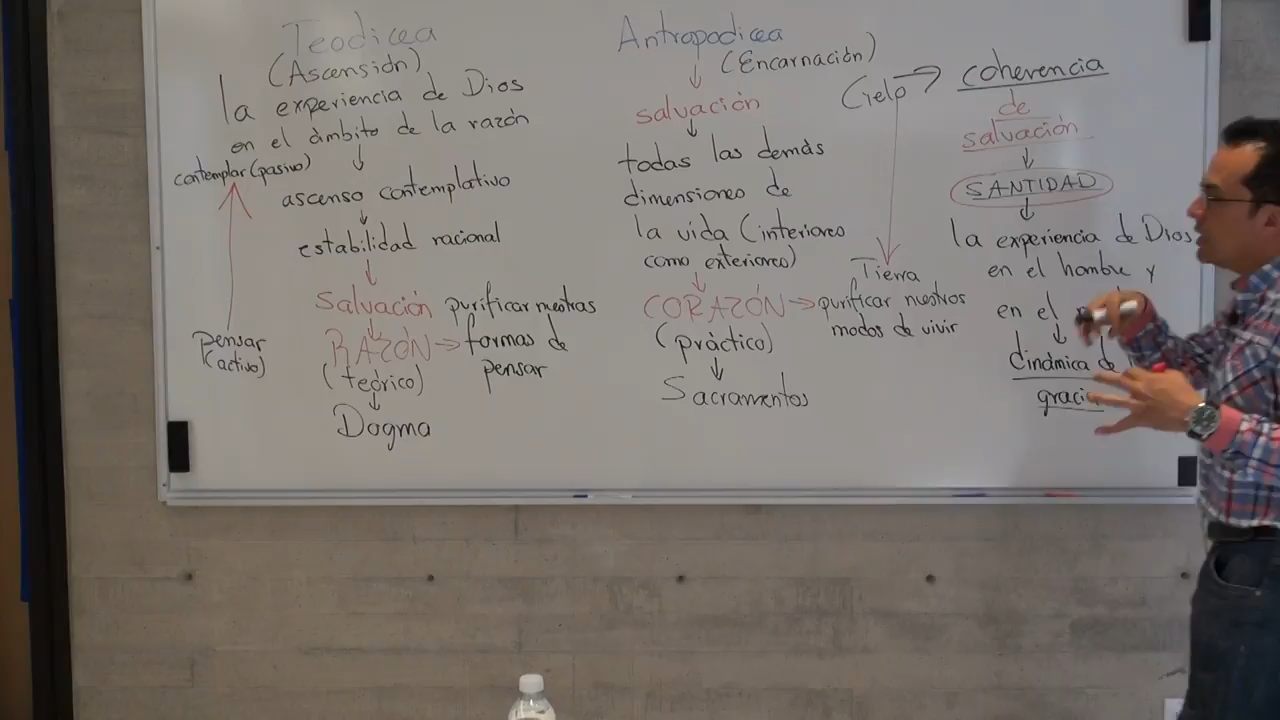 Teodicea
(Ascensión)
la experiencia de Dios
en el ámbito de la razón
contemplar (pasivo)
ascenso contemplativo
estabilidad racional
Salvación
purificar nuestras
RAZÓN
formas de
pensar
(teórico)
Dogma
pensar
(activo)
Antropodicea
(Encarnación)
salvación
todas las demás
dimensiones de
la vida (interiores
como exteriores)
CORAZÓN
purificar nuestros
modos de vivir
(práctico)
Sacramentos
Cielo
Tierra
coherencia
de
salvación
SANTIDAD
la experiencia de Dios
en el hombre y
en el
dinámica de
gracia